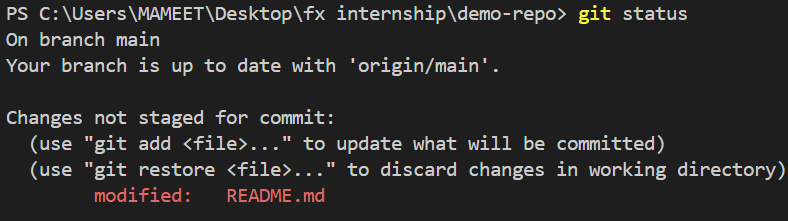 PS C:\Users\MAMEET\Desktop\fx internship\demo-repo> git status
On branch main
Your branch is up to date with 'origin/main'.

Changes not staged for commit:
  (use "git add <file>..." to update what will be committed)
  (use "git restore <file>..." to discard changes in working directory)
        modified:   README.md